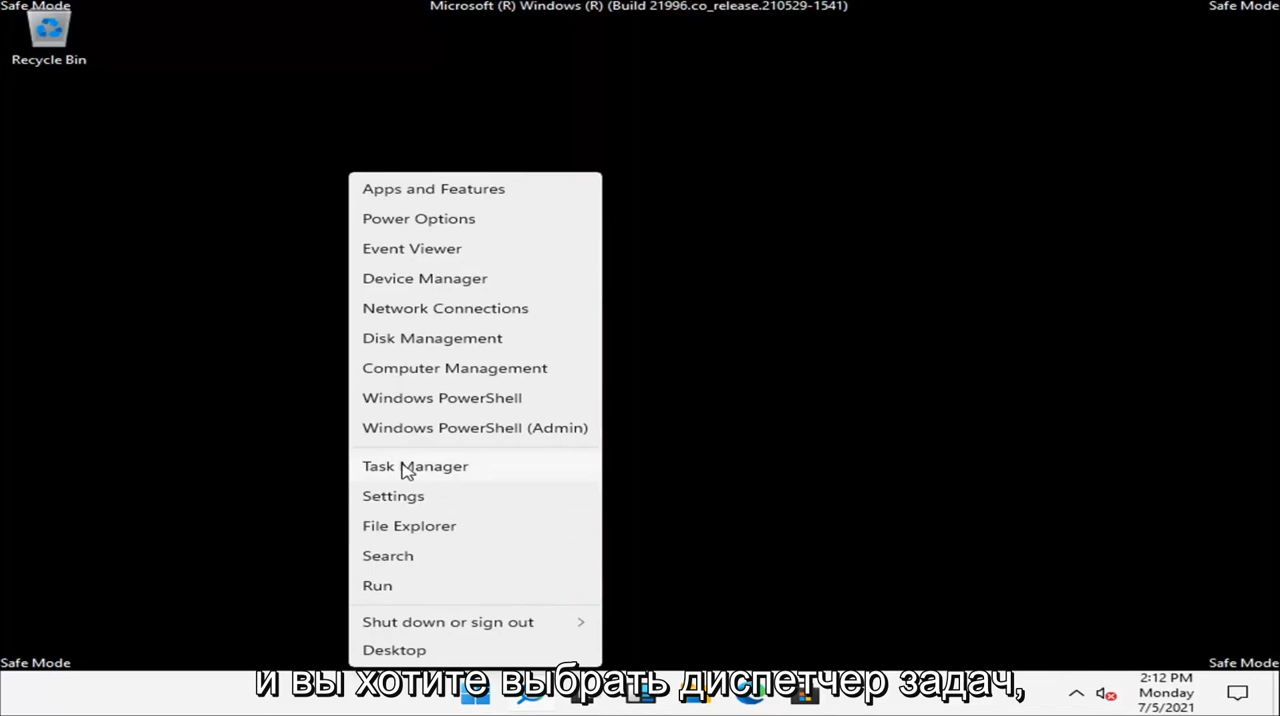 Safe Mode
Microsoft (R) Windows (R) (Build 21996.co_release.210529-1541)
Safe Mode
Recycle Bin
Apps and Features
Power Options
Event Viewer
Device Manager
Network Connections
Disk Management
Computer Management
Windows PowerShell
Windows PowerShell (Admin)
Task Manager
Settings
File Explorer
Search
Run
Shut down or sign out
Desktop
Safe Mode
Safe Mode
и вы хотите выбрать диспетчер задач,
2:12 PM
Monday
7/5/2021